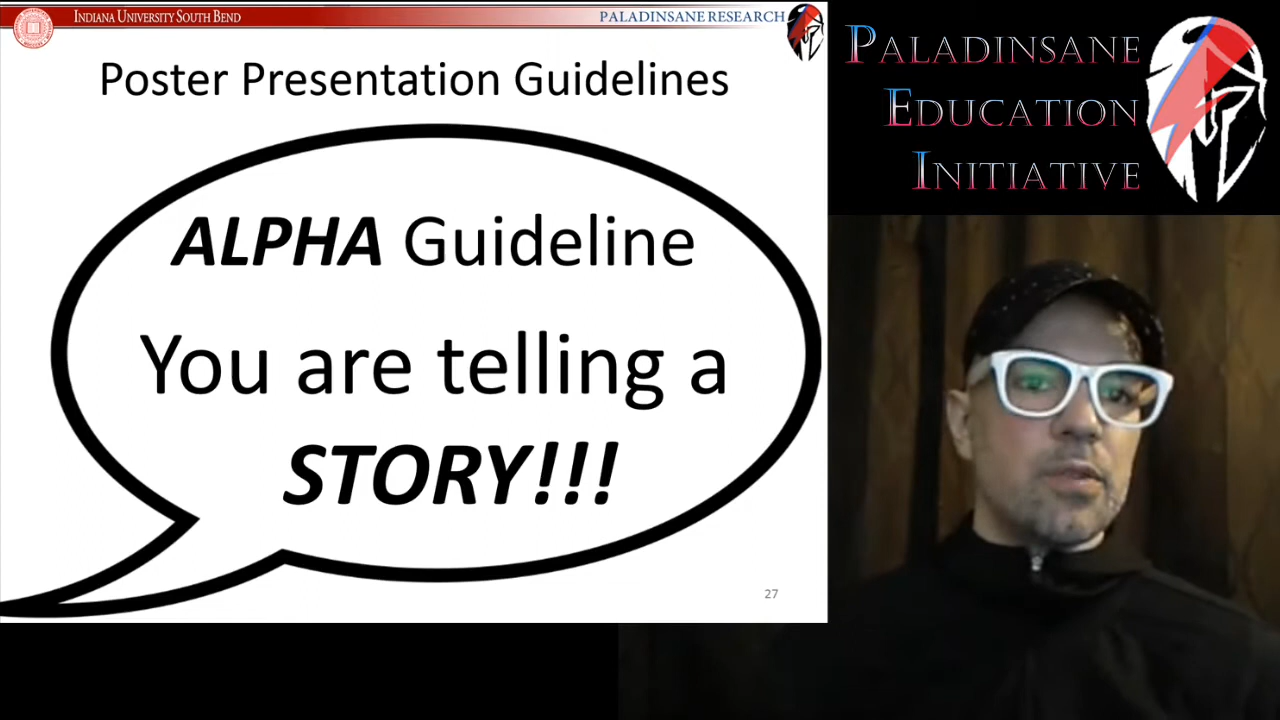 INDIANA UNIVERSITY SOUTH BEND
PALADINSANE RESEARCH
Poster Presentation Guidelines
ALPHA Guideline
You are telling a
STORY!!!
27
PALADINSANE
EDUCATION
INITIATIVE